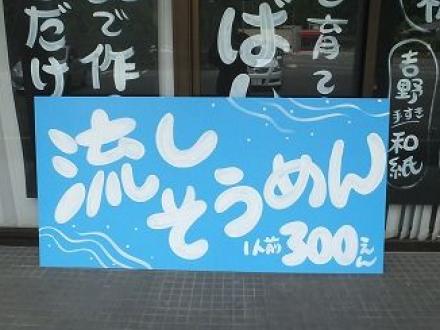 で作
だけ
ばん
し育て
吉野
手すき
和紙
流し
そうめん
1人前 300えん